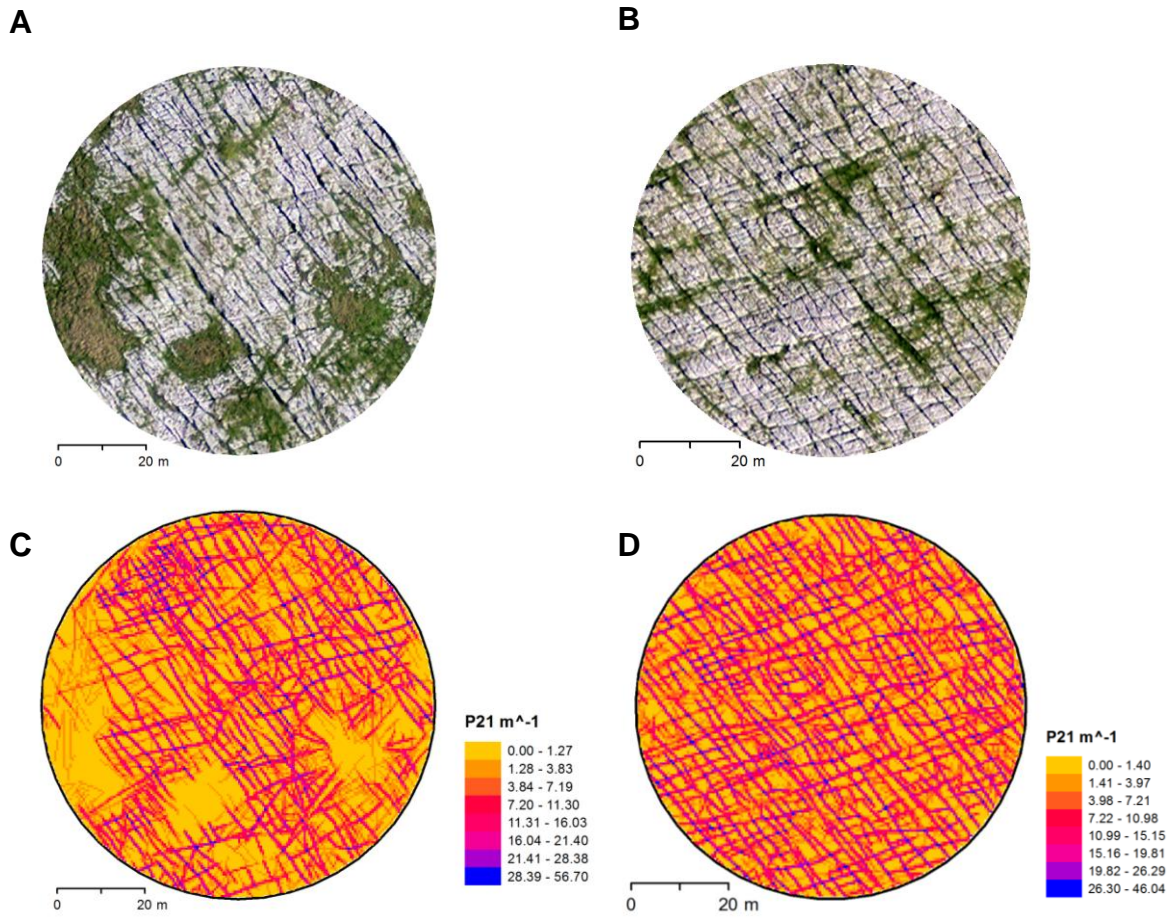 A
B
0 20 m
0 20 m
C
D
P21 m^-1
0.00 - 1.27
1.28 - 3.83
3.84 - 7.19
7.20 - 11.30
11.31 - 16.03
16.04 - 21.40
21.41 - 28.38
28.39 - 56.70
0 20 m
P21 m^-1
0.00 - 1.40
1.41 - 3.97
3.98 - 7.21
7.22 - 10.98
10.99 - 15.15
15.16 - 19.81
19.82 - 26.29
26.30 - 46.04
0 20 m